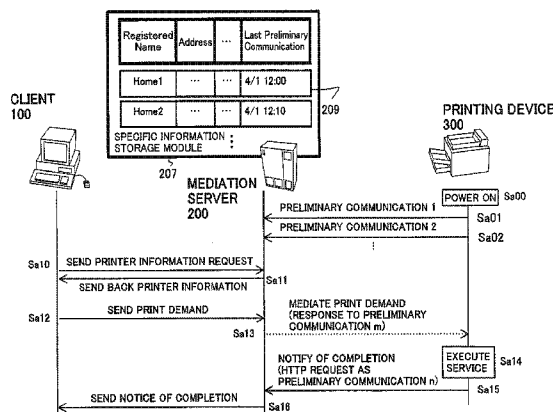 Registered Name
Address
...
Last Preliminary Communication
Home1
...
...
4/1 12:00
Home2
...
...
4/1 12:10
209
SPECIFIC INFORMATION
STORAGE MODULE
207
CLIENT
100
MEDIATION
SERVER
200
PRINTING DEVICE
300
POWER ON
Sa00
PRELIMINARY COMMUNICATION 1
Sa01
PRELIMINARY COMMUNICATION 2
Sa02
Sa10
SEND PRINTER INFORMATION REQUEST
Sa11
SEND BACK PRINTER INFORMATION
Sa12
SEND PRINT DEMAND
Sa13
MEDIATE PRINT DEMAND
(RESPONSE TO PRELIMINARY
COMMUNICATION m)
EXECUTE
SERVICE
Sa14
NOTIFY OF COMPLETION
(HTTP REQUEST AS
PRELIMINARY COMMUNICATION n)
Sa15
SEND NOTICE OF COMPLETION
Sa16